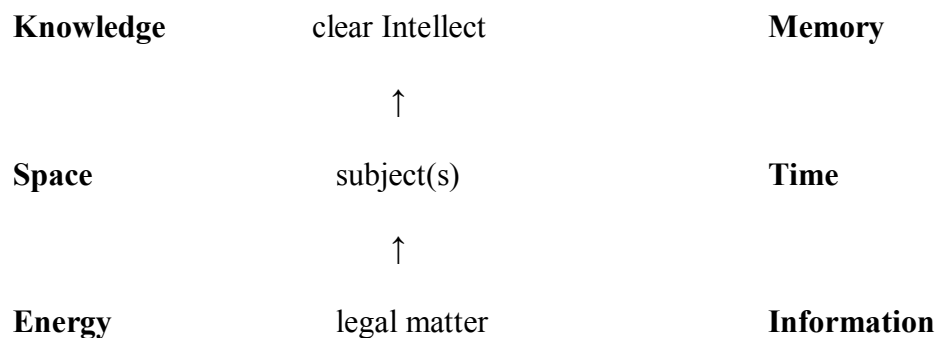 Knowledge clear Intellect Memory
↑
Space subject(s) Time
↑
Energy legal matter Information